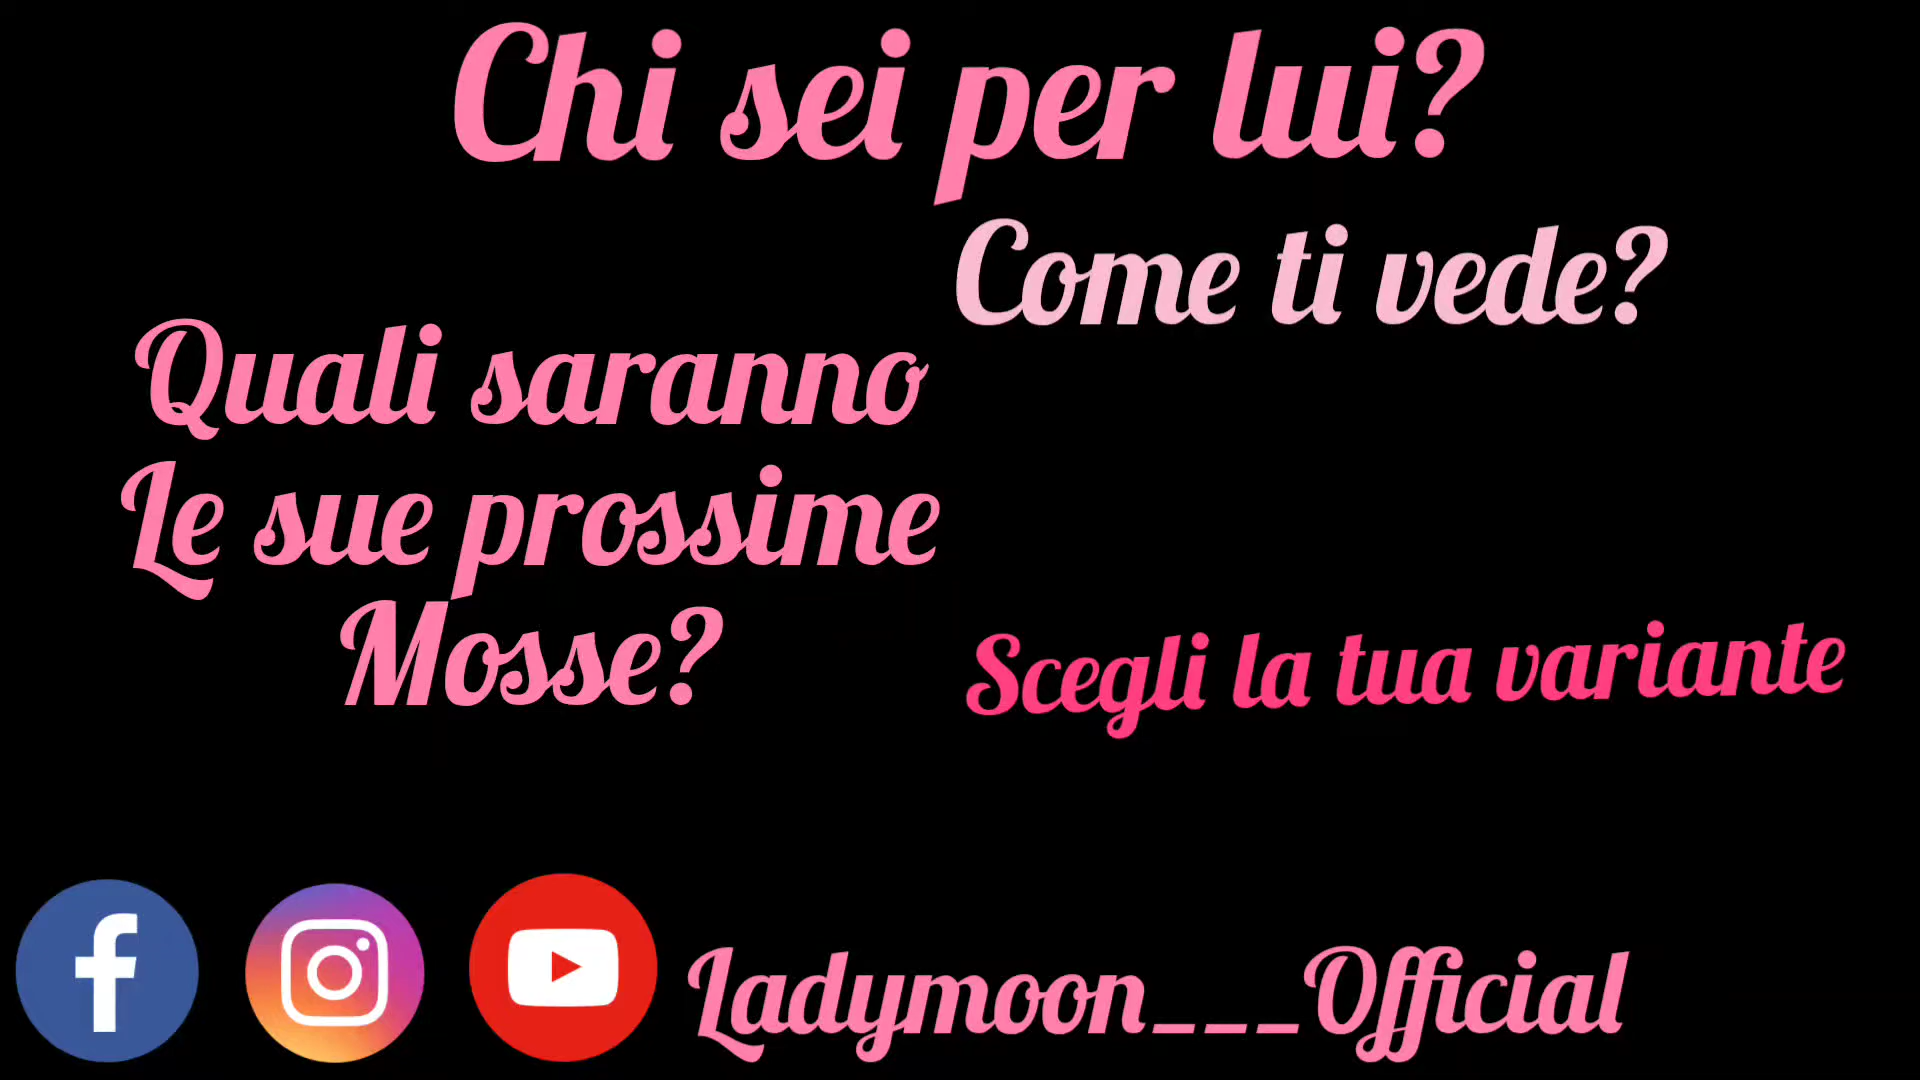 Chi sei per lui?
Come ti vede?
Quali saranno
Le sue prossime
Mosse?
Scegli la tua variante
Ladymoon___Official